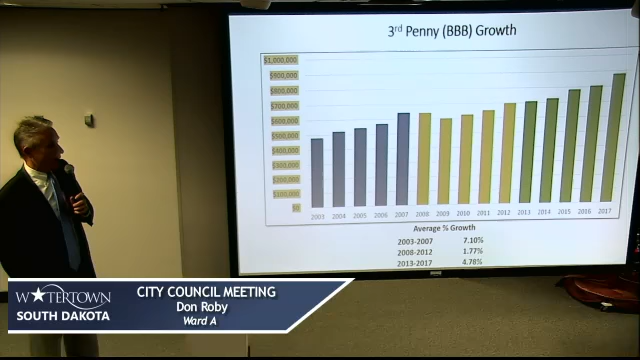 3rd Penny (BBB) Growth
$1,000,000
$900,000
$800,000
$700,000
$600,000
$500,000
$400,000
$300,000
$200,000
$100,000
$0
2003 2004 2005 2006 2007 2008 2009 2010 2011 2012 2013 2014 2015 2016 2017
Average % Growth
2003-2007 7.10%
2008-2012 1.77%
2013-2017 4.78%
WATERTOWN
SOUTH DAKOTA
CITY COUNCIL MEETING
Don Roby
Ward A